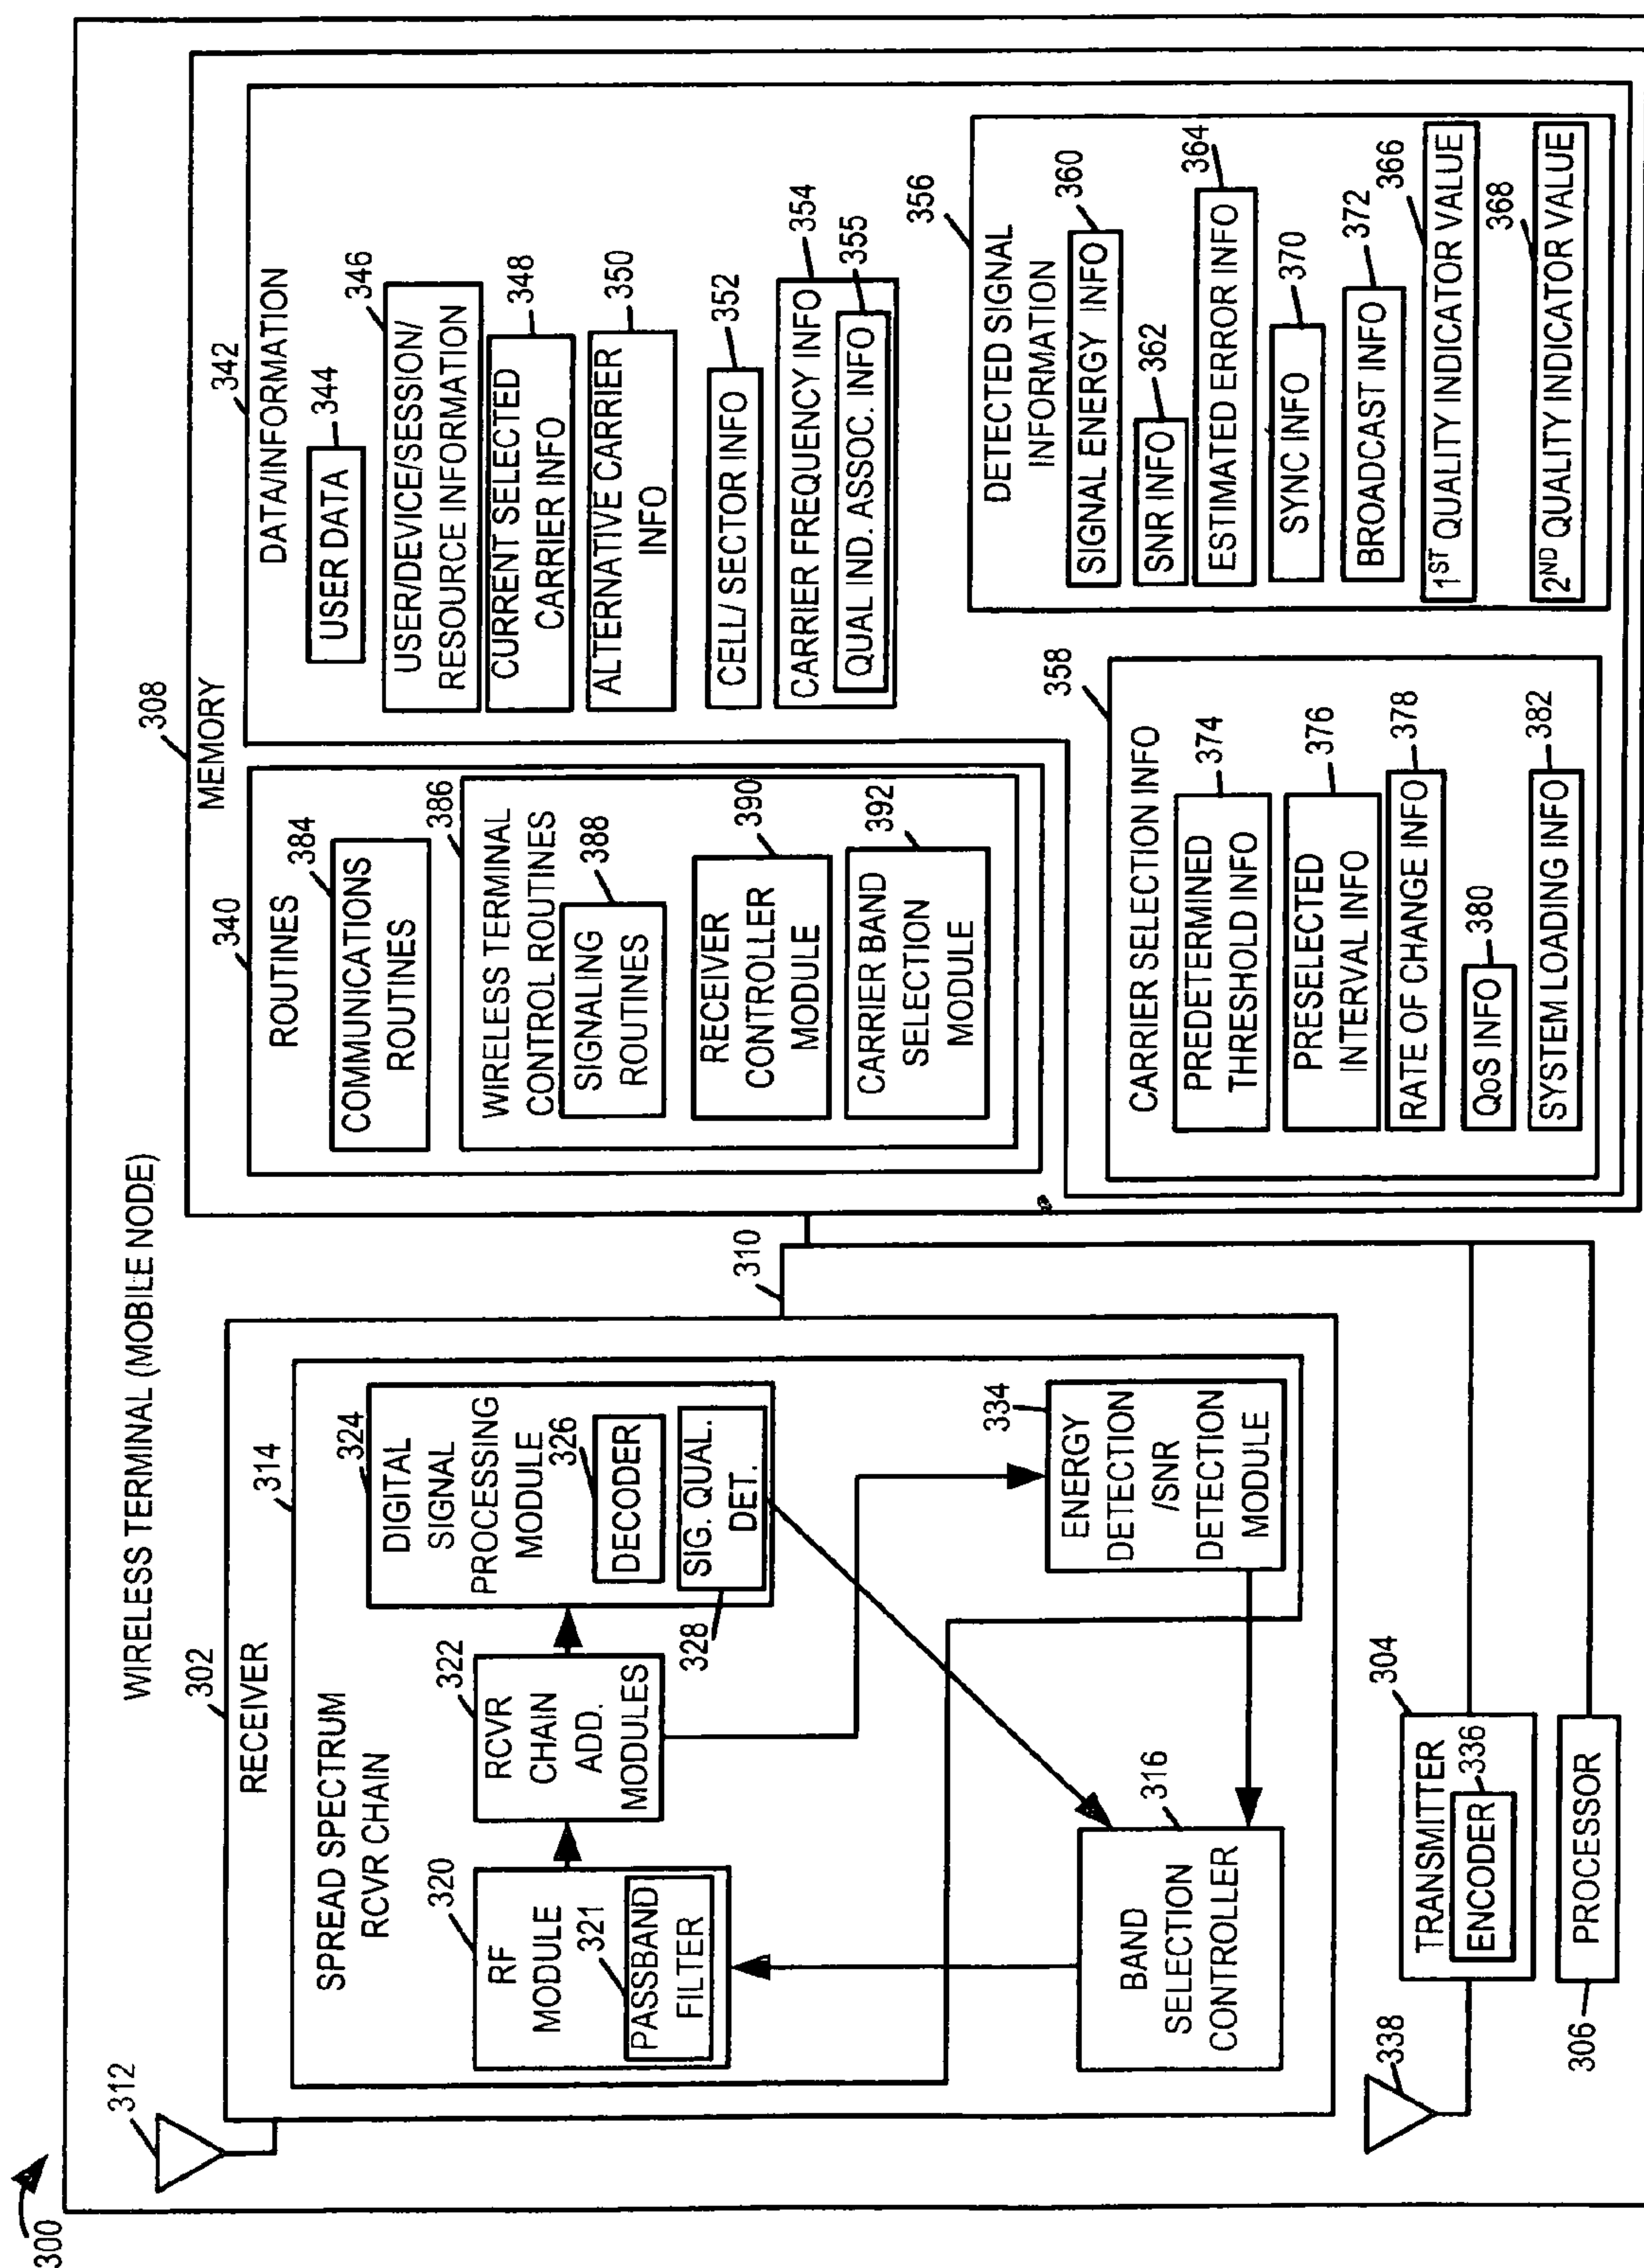 300
WIRELESS TERMINAL (MOBILE NODE)
312
302
RECEIVER
314
SPREAD SPECTRUM
RCVR CHAIN
320
RF
MODULE
321
PASSBAND
FILTER
322
RCVR
CHAIN
ADD.
MODULES
324
DIGITAL
SIGNAL
PROCESSING
MODULE
326
DECODER
328
SIG. QUAL.
DET.
334
ENERGY
DETECTION
/SNR
DETECTION
MODULE
316
BAND
SELECTION
CONTROLLER
310
338
304
TRANSMITTER
336
ENCODER
306
PROCESSOR
308
MEMORY
340
ROUTINES
384
COMMUNICATIONS
ROUTINES
386
WIRELESS TERMINAL
CONTROL ROUTINES
388
SIGNALING
ROUTINES
390
RECEIVER
CONTROLLER
MODULE
392
CARRIER BAND
SELECTION
MODULE
342
DATA/INFORMATION
344
USER DATA
346
USER/DEVICE/SESSION/
RESOURCE INFORMATION
348
CURRENT SELECTED
CARRIER INFO
350
ALTERNATIVE CARRIER
INFO
352
CELL/ SECTOR INFO
354
CARRIER FREQUENCY INFO
355
QUAL IND. ASSOC. INFO
356
DETECTED SIGNAL
INFORMATION
360
SIGNAL ENERGY INFO
362
SNR INFO
364
ESTIMATED ERROR INFO
370
SYNC INFO
372
BROADCAST INFO
366
1ST QUALITY INDICATOR VALUE
368
2ND QUALITY INDICATOR VALUE
358
CARRIER SELECTION INFO
374
PREDETERMINED
THRESHOLD INFO
376
PRESELECTED
INTERVAL INFO
378
RATE OF CHANGE INFO
380
QoS INFO
382
SYSTEM LOADING INFO